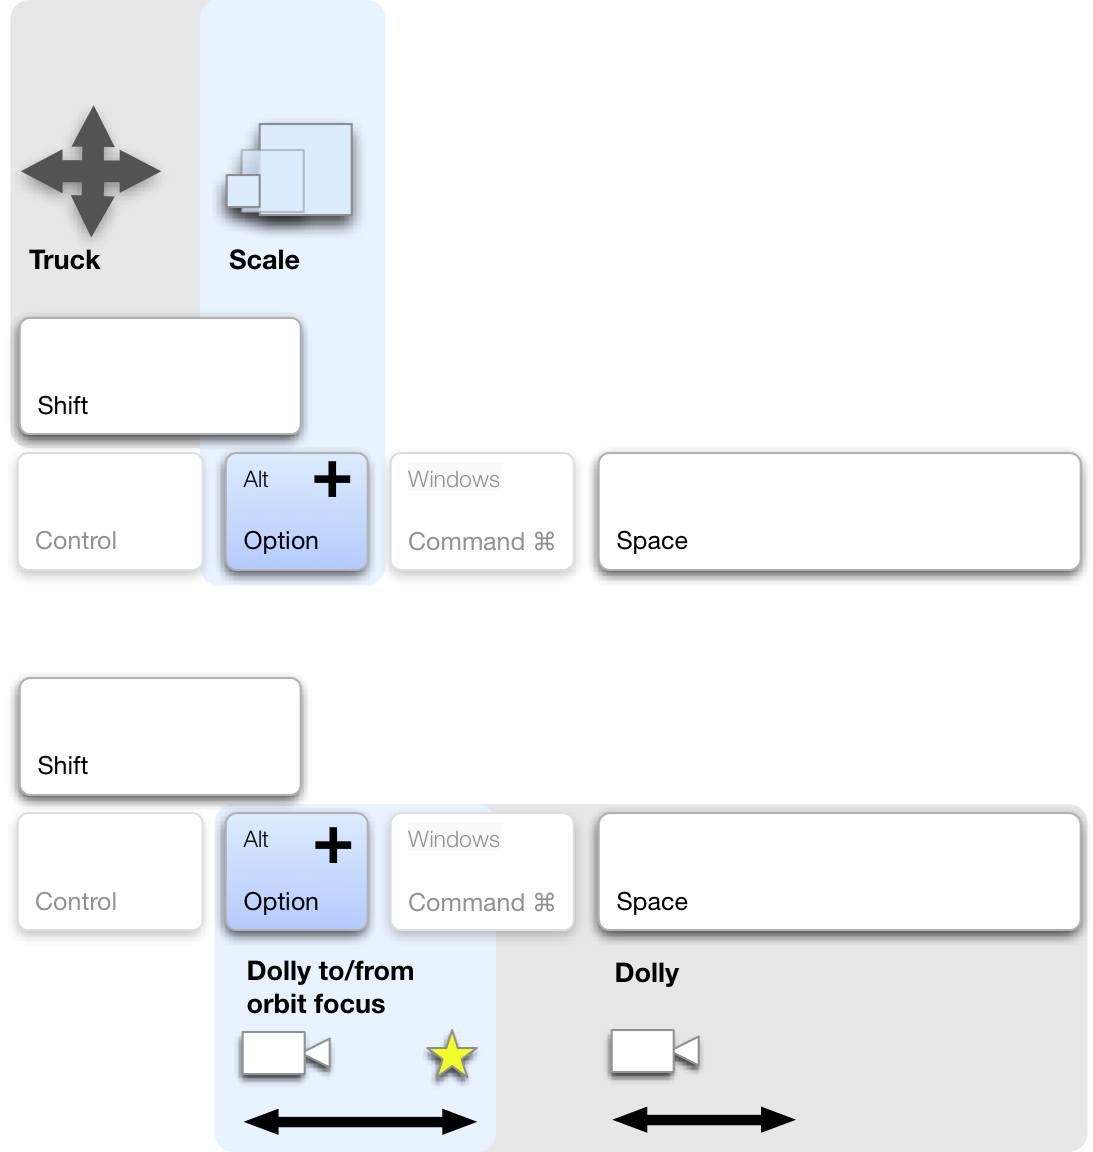 Truck
Scale
Shift
Control
Alt
Option
Windows
Command ⌘
Space
Shift
Control
Alt
Option
Windows
Command ⌘
Space
Dolly to/from
orbit focus
Dolly